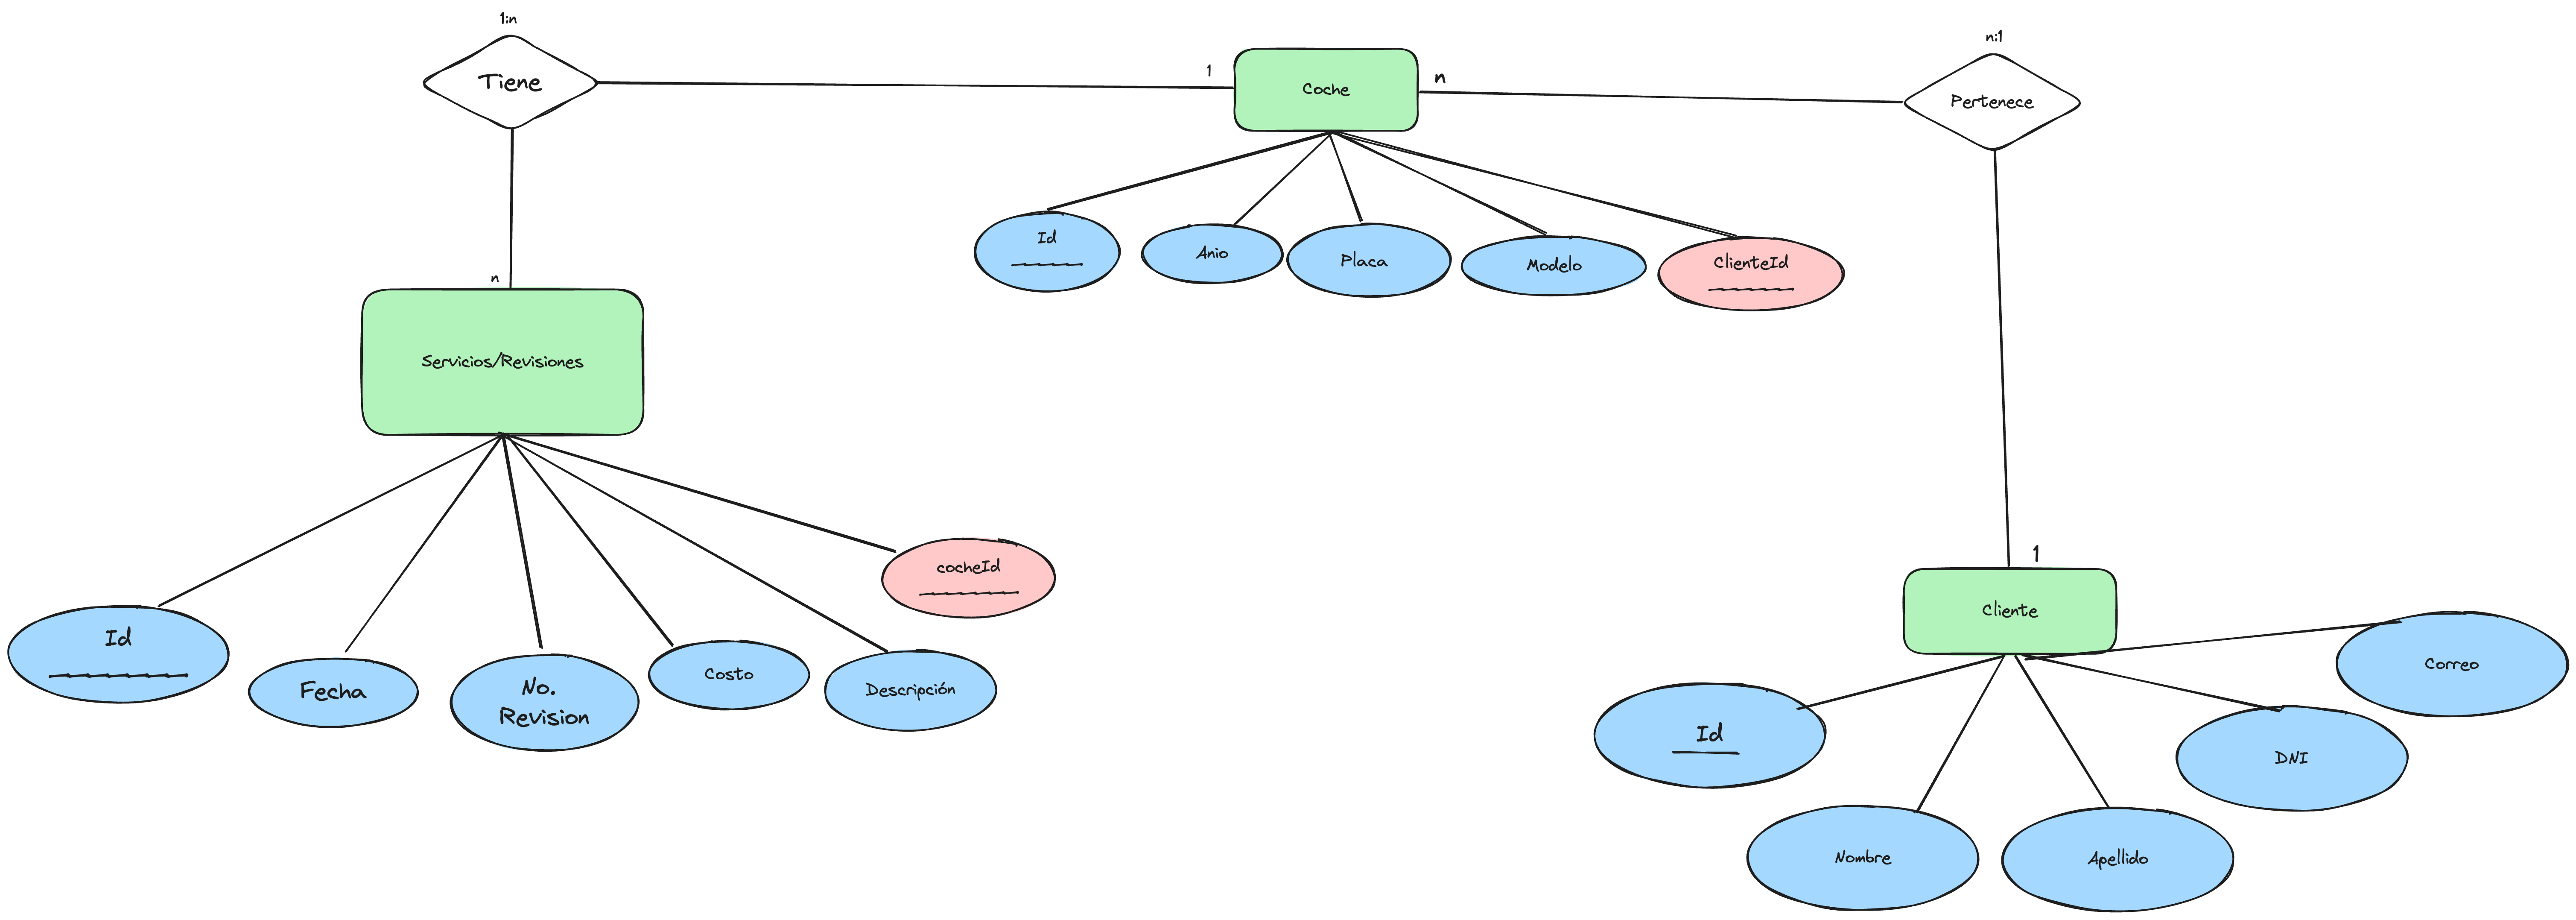 1:n
Tiene
1
Coche
n
n:1
Pertenece
Id
Anio
Placa
Modelo
ClienteId
n
Servicios/Revisiones
cocheId
Id
Fecha
No.
Revision
Costo
Descripción
1
Cliente
Correo
Id
DNI
Nombre
Apellido